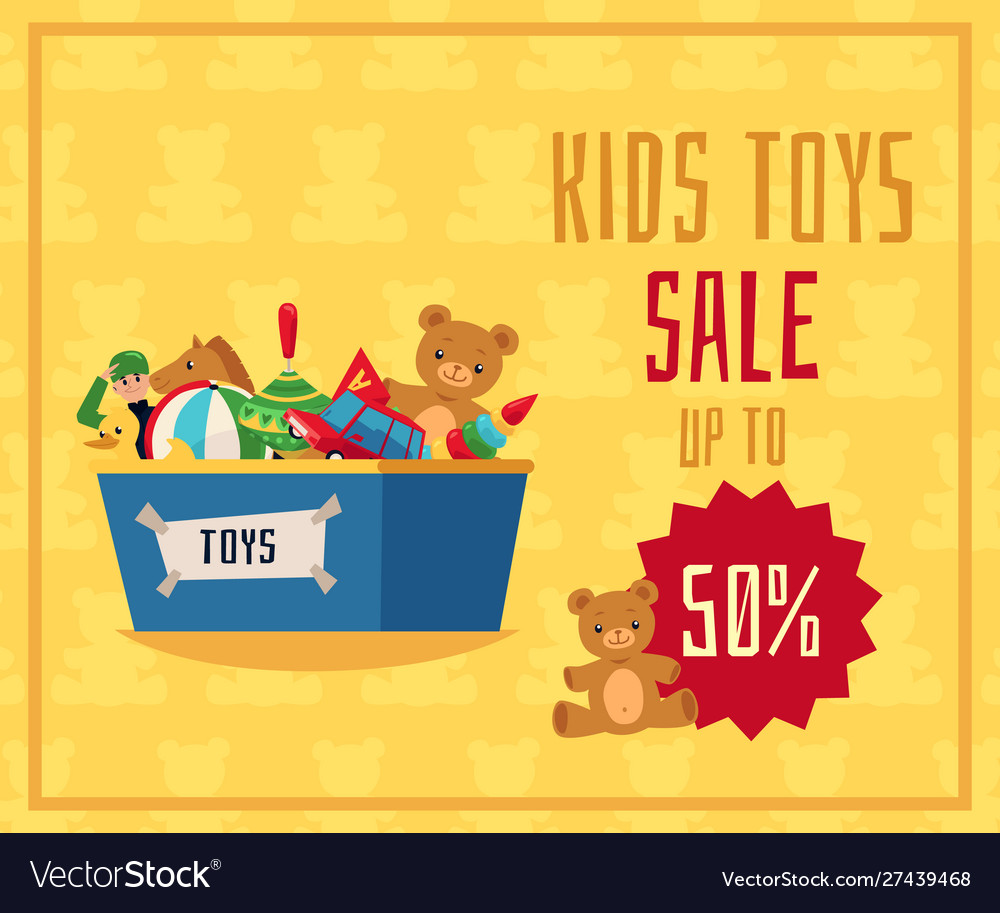 KIDS TOYS
SALE
UP TO
50%
A
TOYS
VectorStock®
VectorStock.com/27439468